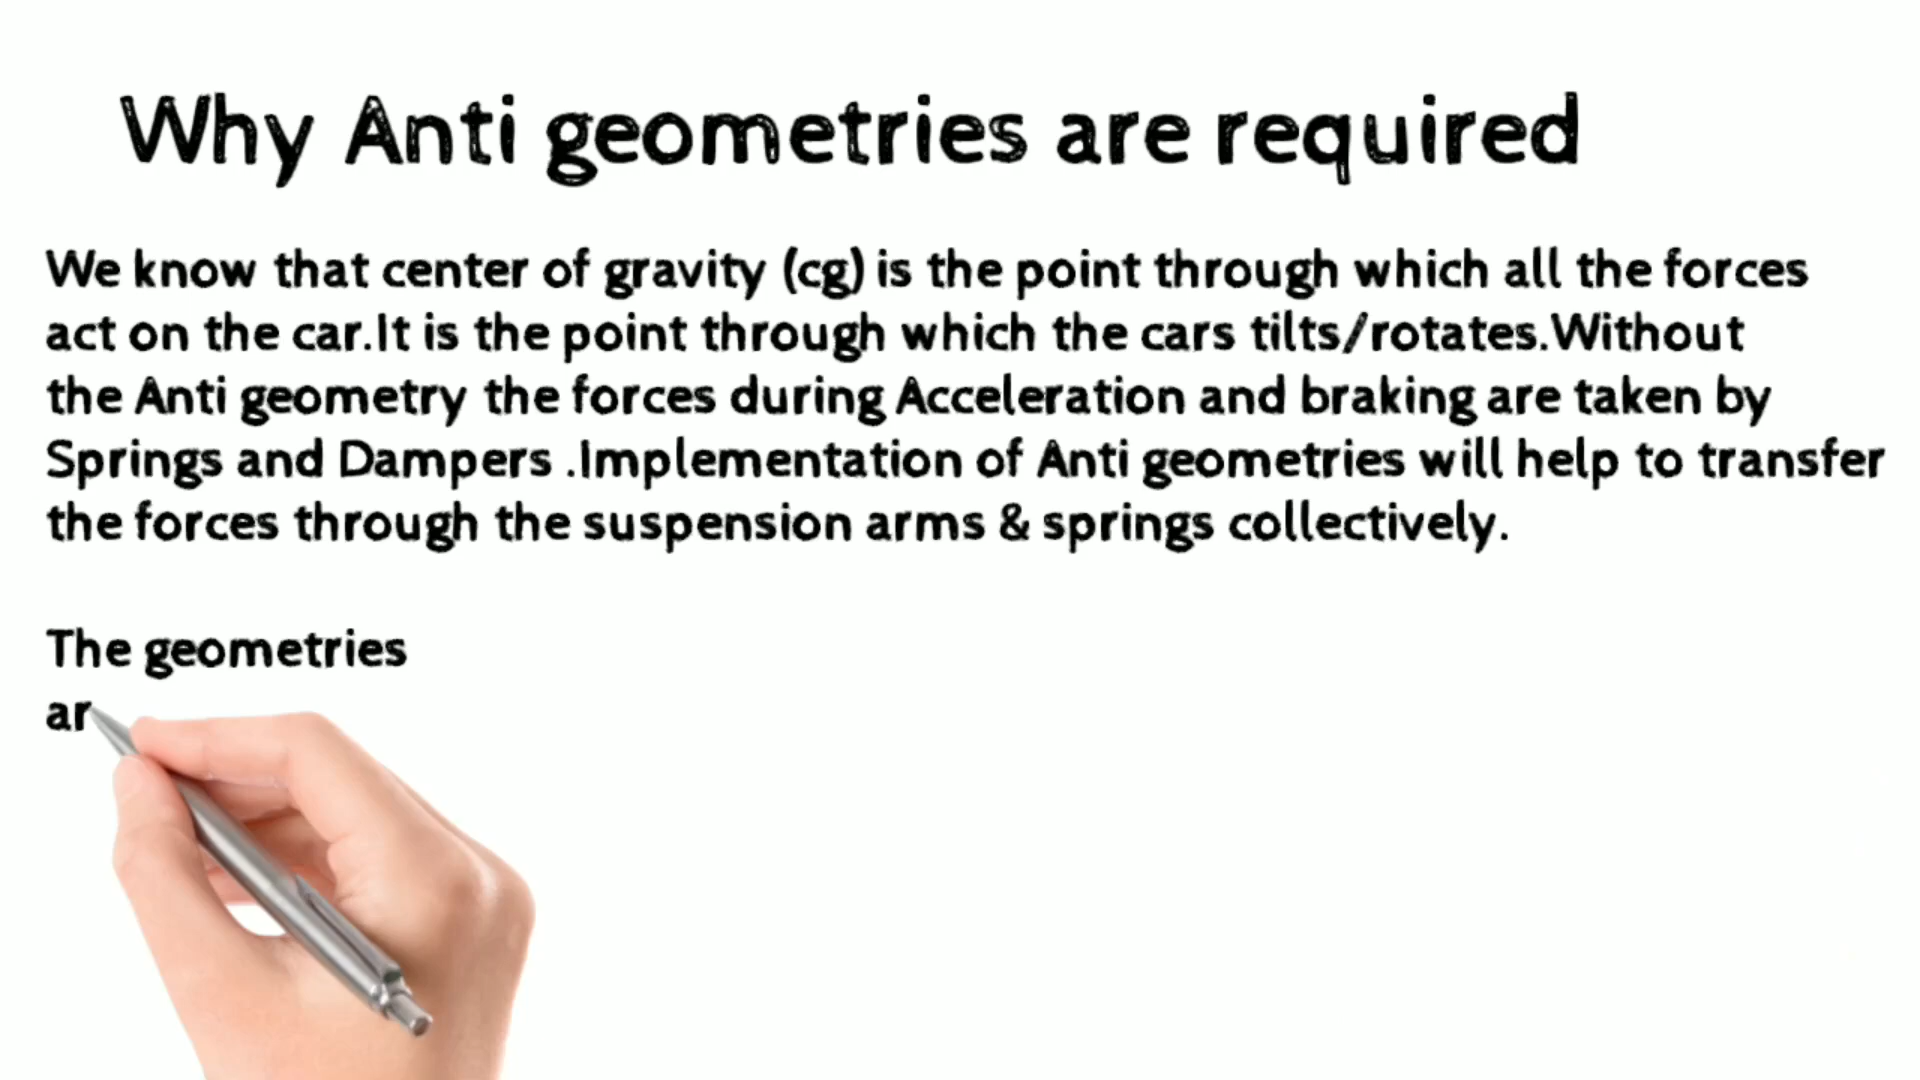 Why Anti geometries are required
We know that center of gravity (cg) is the point through which all the forces
act on the car.It is the point through which the cars tilts/rotates.Without
the Anti geometry the forces during Acceleration and braking are taken by
Springs and Dampers .Implementation of Anti geometries will help to transfer
the forces through the suspension arms & springs collectively.
The geometries
ar